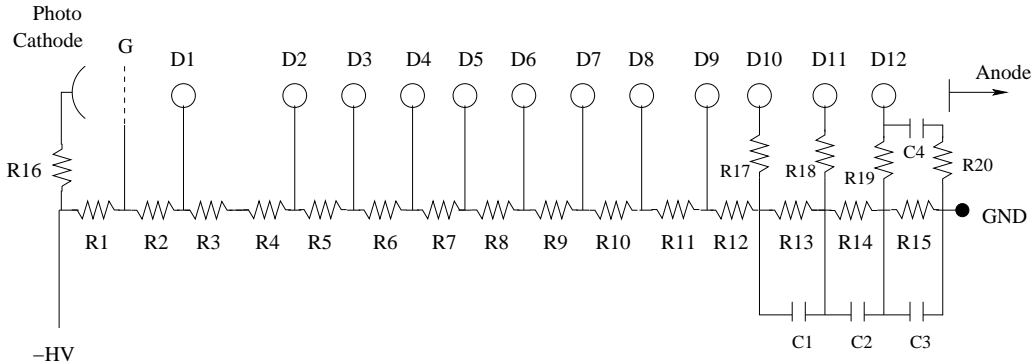 Photo
Cathode
G
D1
D2
D3
D4
D5
D6
D7
D8
D9
D10
D11
D12
Anode
R16
R17
R18
R19
C4
R20
GND
R1
R2
R3
R4
R5
R6
R7
R8
R9
R10
R11
R12
R13
R14
R15
C1
C2
C3
−HV